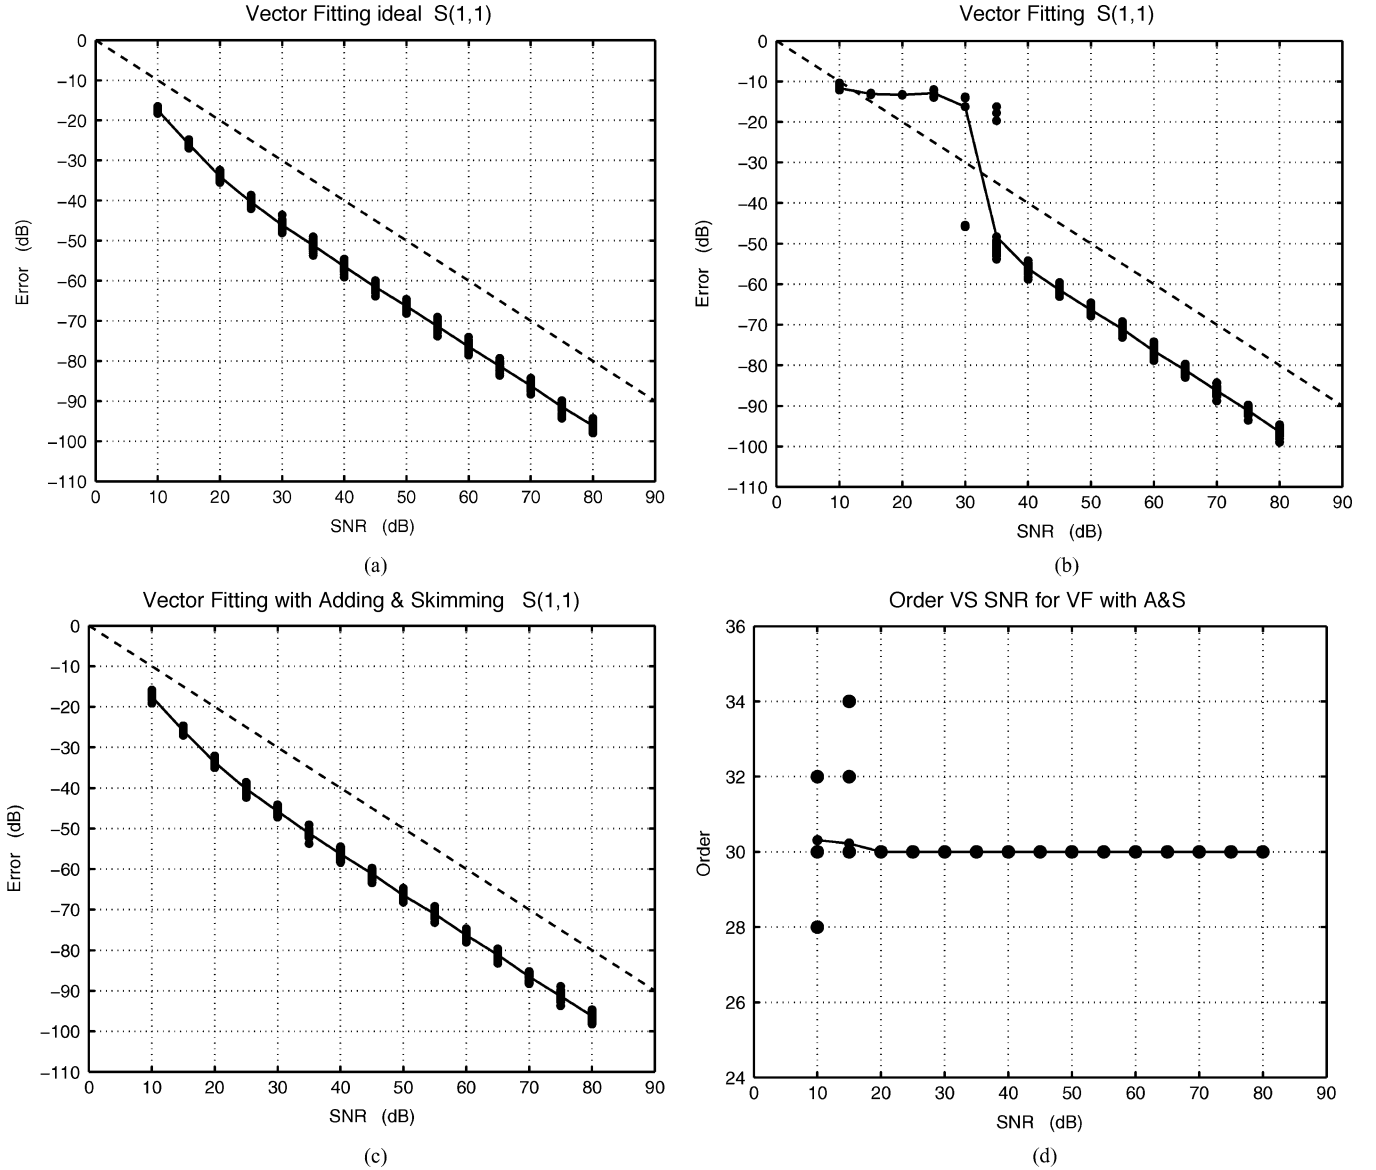 Vector Fitting ideal S(1,1)
0
−10
−20
−30
−40
−50
−60
−70
−80
−90
−100
−110
Error (dB)
0 10 20 30 40 50 60 70 80 90
SNR (dB)
(a)
Vector Fitting S(1,1)
0
−10
−20
−30
−40
−50
−60
−70
−80
−90
−100
−110
Error (dB)
0 10 20 30 40 50 60 70 80 90
SNR (dB)
(b)
Vector Fitting with Adding & Skimming S(1,1)
0
−10
−20
−30
−40
−50
−60
−70
−80
−90
−100
−110
Error (dB)
0 10 20 30 40 50 60 70 80 90
SNR (dB)
(c)
Order VS SNR for VF with A&S
36
34
32
30
28
26
24
Order
0 10 20 30 40 50 60 70 80 90
SNR (dB)
(d)